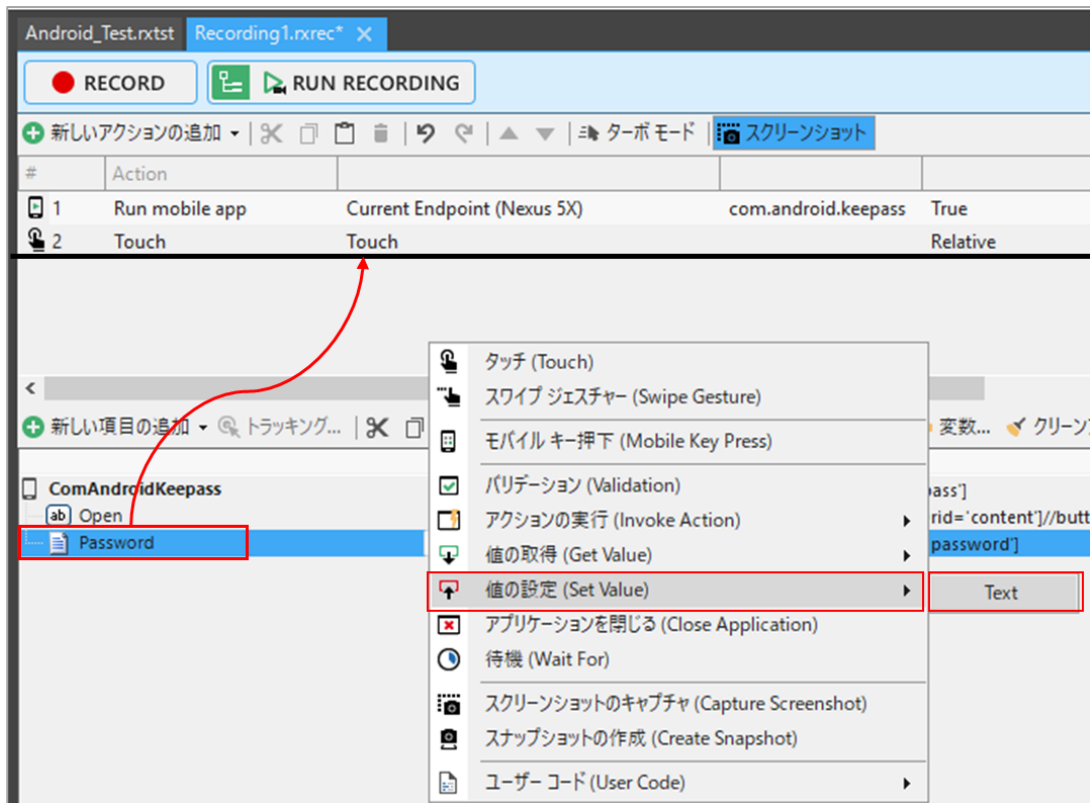 Android_Test.rxtst Recording1.rxrec*
RECORD RUN RECORDING
新しいアクションの追加 ターボ モード スクリーンショット
# Action
1 Run mobile app Current Endpoint (Nexus 5X) com.android.keepass True
2 Touch Touch Relative
タッチ (Touch)
スワイプ ジェスチャー (Swipe Gesture)
新しい項目の追加 トラッキング... 変数... クリーン
モバイル キー押下 (Mobile Key Press)
バリデーション (Validation)
ComAndroidKeepass pass']
ab Open アクションの実行 (Invoke Action) rid='content']//butt
Password 値の取得 (Get Value) password']
値の設定 (Set Value) Text
アプリケーションを閉じる (Close Application)
待機 (Wait For)
スクリーンショットのキャプチャ (Capture Screenshot)
スナップショットの作成 (Create Snapshot)
ユーザー コード (User Code)